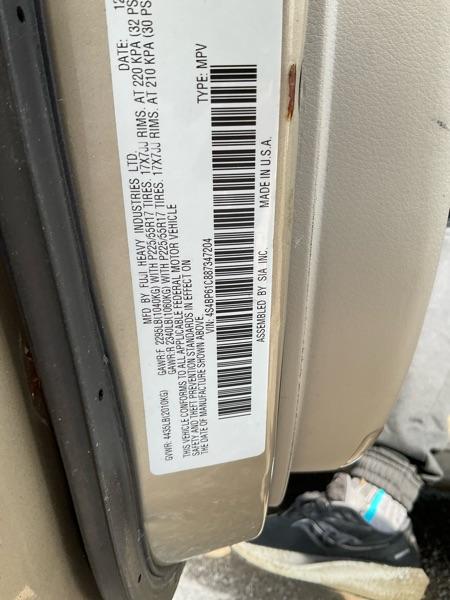 MFD BY FUJI HEAVY INDUSTRIES LTD. DATE: 12
GVWR: 4435LB(2010KG) GAWR:F 2295LB(1040KG) WITH P225/55R17 TIRES. 17X7JJ RIMS. AT 220 KPA (32 PS
GAWR:R 2340LB(1060KG) WITH P225/55R17 TIRES. 17X7JJ RIMS. AT 210 KPA (30 PS
THIS VEHICLE CONFORMS TO ALL APPLICABLE FEDERAL MOTOR VEHICLE
SAFETY AND THEFT PREVENTION STANDARDS IN EFFECT ON
THE DATE OF MANUFACTURE SHOWN ABOVE.
VIN: 4S4BP61C887347204 TYPE: MPV
ASSEMBLED BY SIA INC. MADE IN U.S.A.